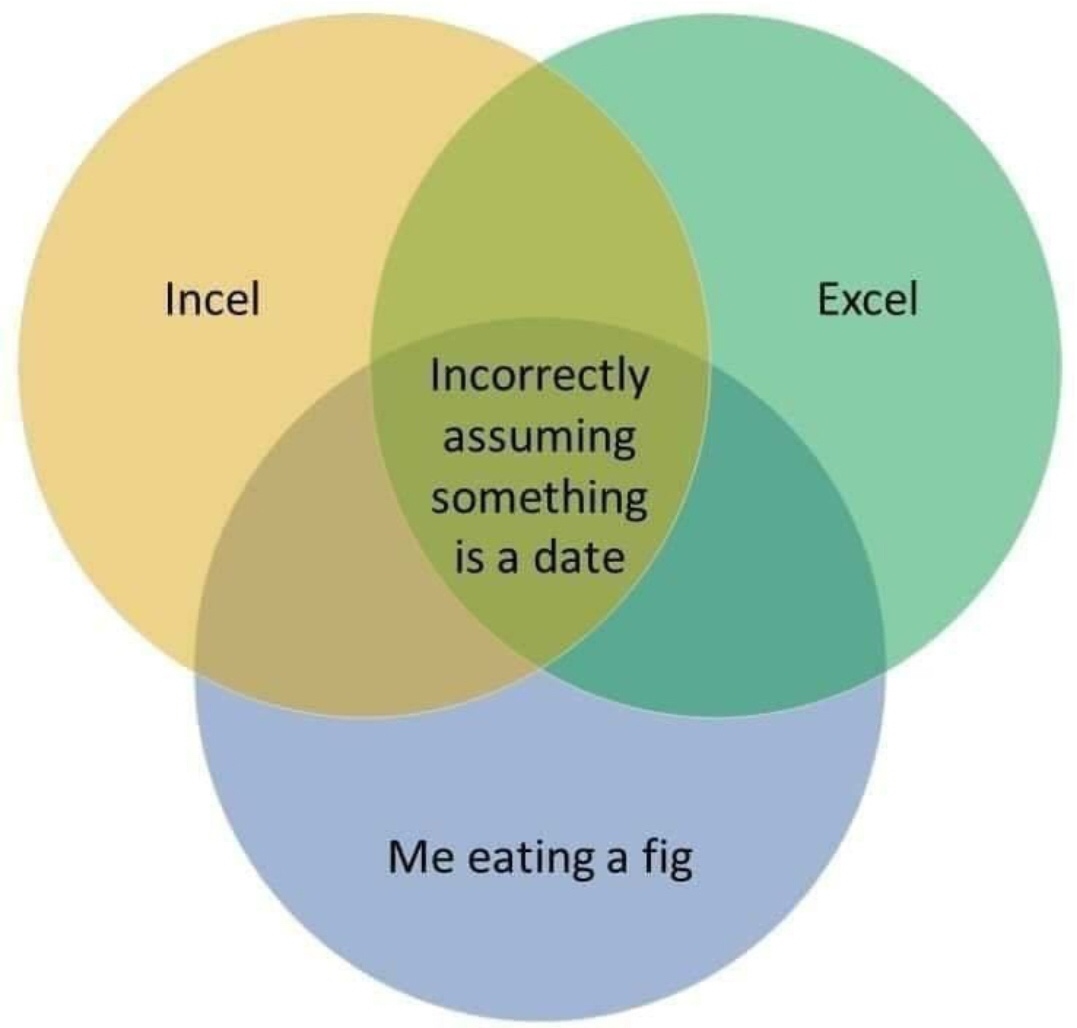 Incel
Excel
Incorrectly
assuming
something
is a date
Me eating a fig